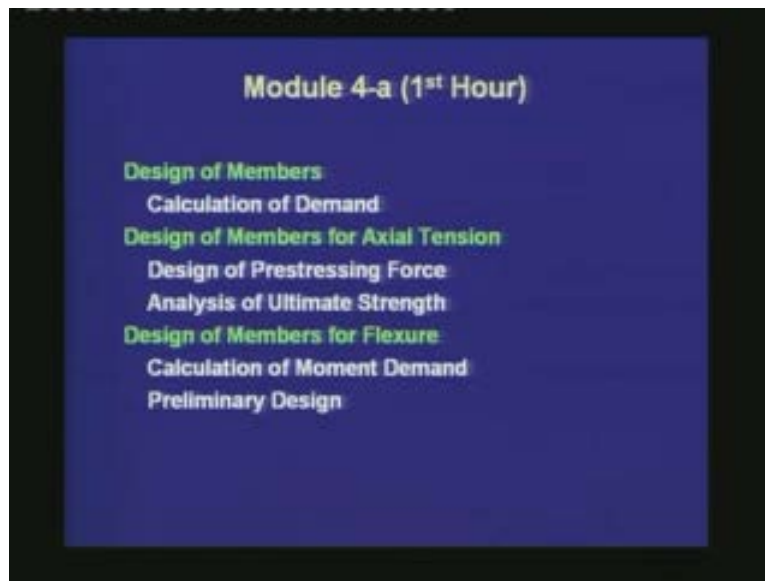 Module 4-a (1st Hour)
Design of Members
Calculation of Demand
Design of Members for Axial Tension
Design of Prestressing Force
Analysis of Ultimate Strength
Design of Members for Flexure
Calculation of Moment Demand
Preliminary Design